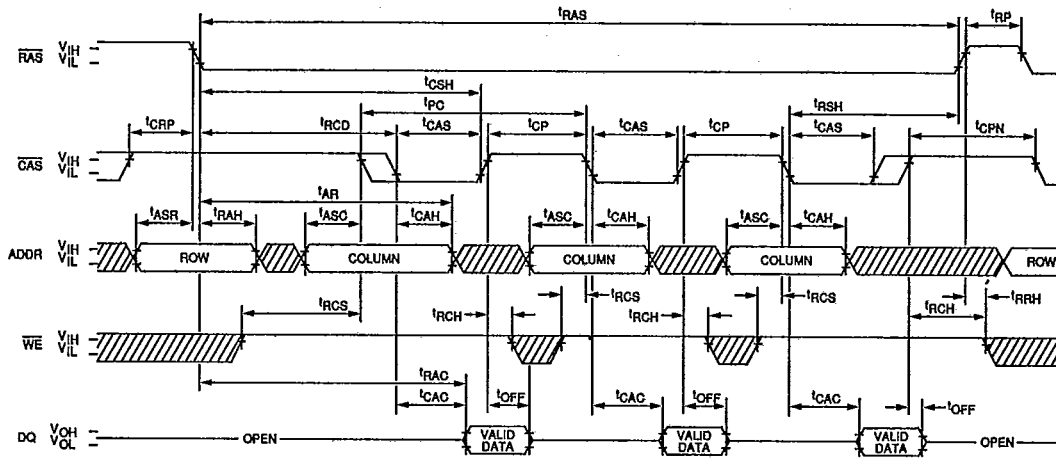 tRAS
tRP
RAS VIH
VIL
tCSH
tPC
tRSH
tCRP tRCD tCAS tCP tCAS tCP tCAS tCPN
CAS VIH
VIL
tAR
tASR tRAH tASC tCAH tASC tCAH tASC tCAH
ADDR VIH
VIL
ROW COLUMN COLUMN COLUMN ROW
tRCS tRCH tRCS tRCH tRCS tRCH tRRH
WE VIH
VIL
tRAC
tCAC tOFF tCAC tOFF tCAC tOFF
DQ VOH
VOL
OPEN VALID DATA VALID DATA VALID DATA OPEN